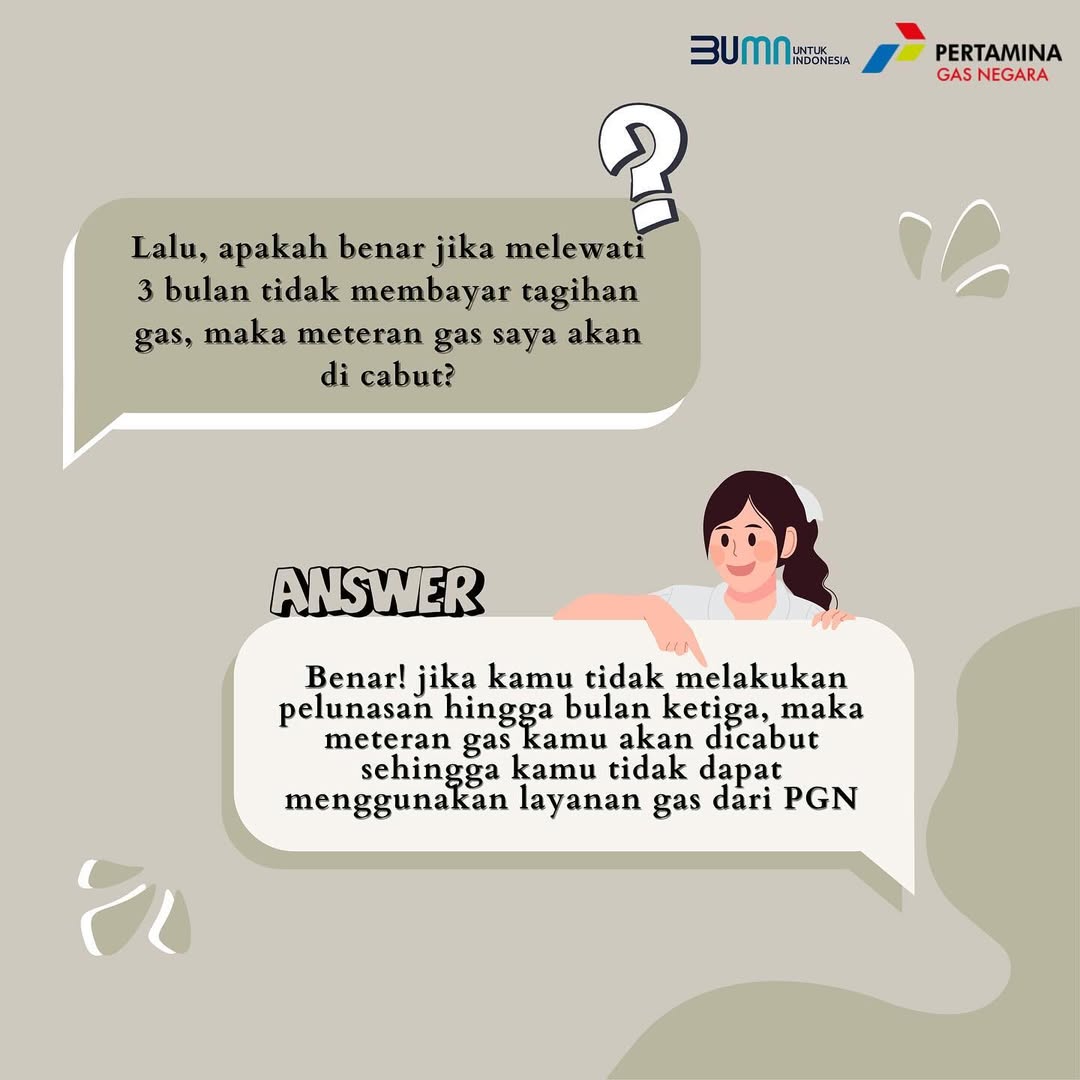 BUMN UNTUK
INDONESIA
PERTAMINA
GAS NEGARA
?
Lalu, apakah benar jika melewati
3 bulan tidak membayar tagihan
gas, maka meteran gas saya akan
di cabut?
ANSWER
Benar! jika kamu tidak melakukan
pelunasan hingga bulan ketiga, maka
meteran gas kamu akan dicabut
sehingga kamu tidak dapat
menggunakan layanan gas dari PGN